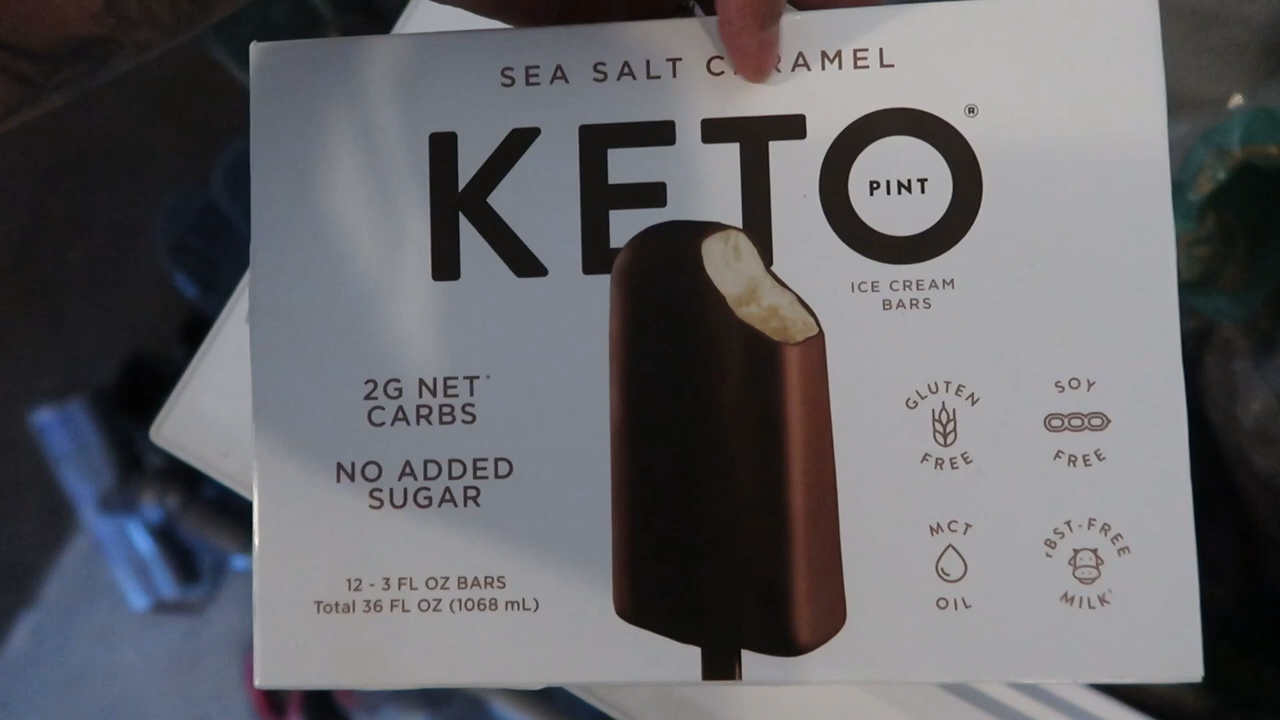 SEA SALT CARAMEL
KETO®
PINT
ICE CREAM
BARS
2G NET*
CARBS
NO ADDED
SUGAR
12 - 3 FL OZ BARS
Total 36 FL OZ (1068 mL)
GLUTEN
FREE
SOY
FREE
MCT
OIL
rBST-FREE
MILK†